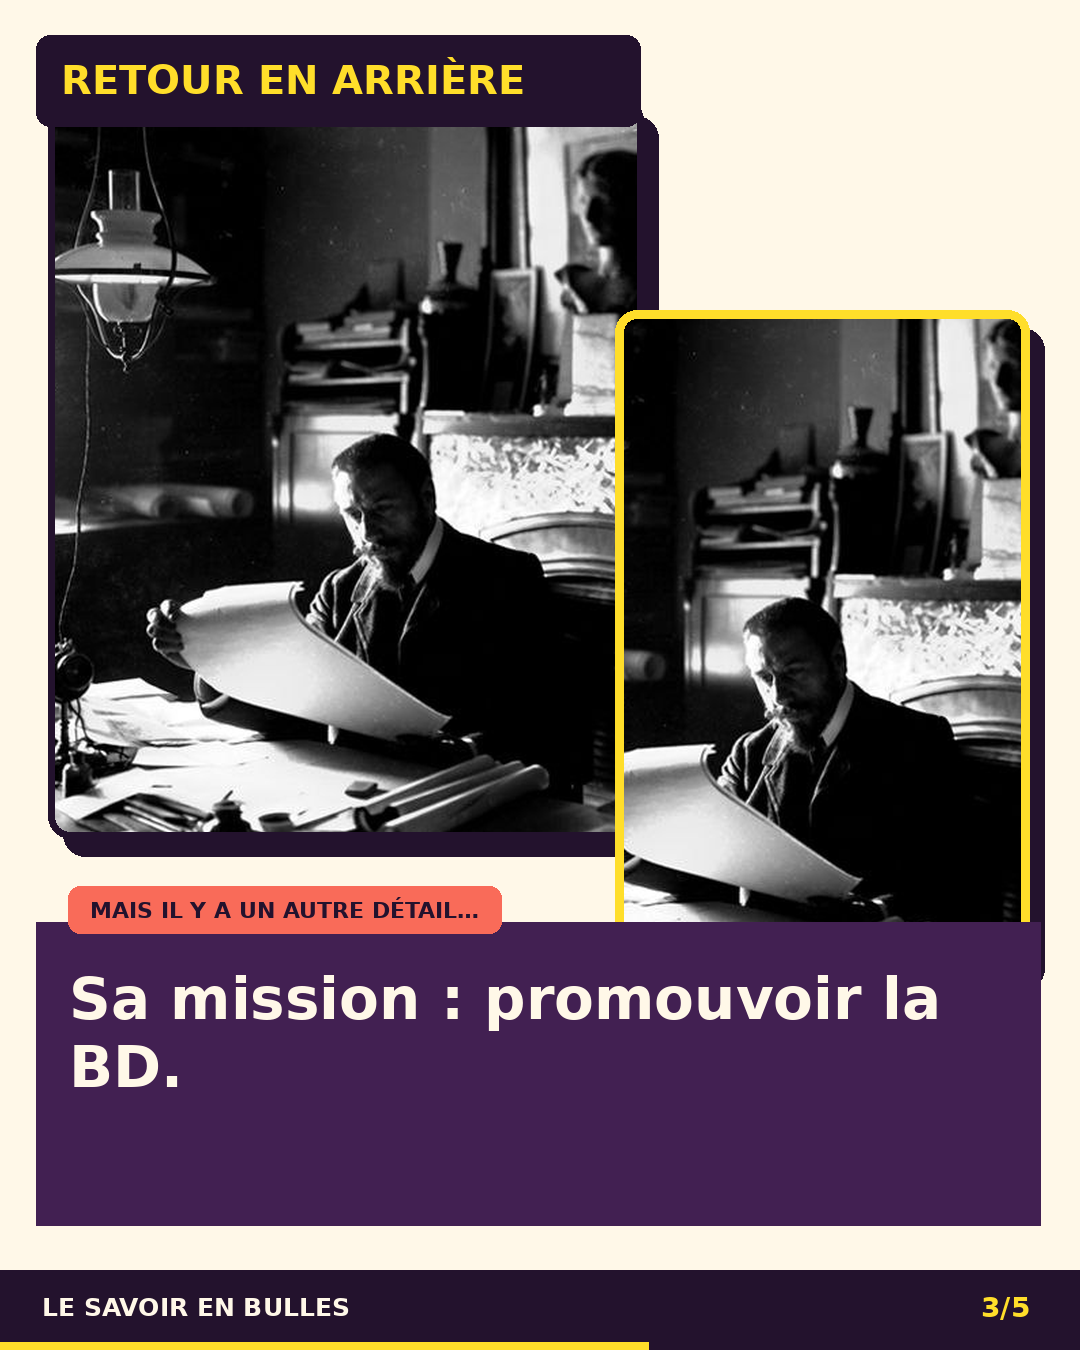 RETOUR EN ARRIÈRE
MAIS IL Y A UN AUTRE DÉTAIL...
Sa mission : promouvoir la
BD.
LE SAVOIR EN BULLES
3/5